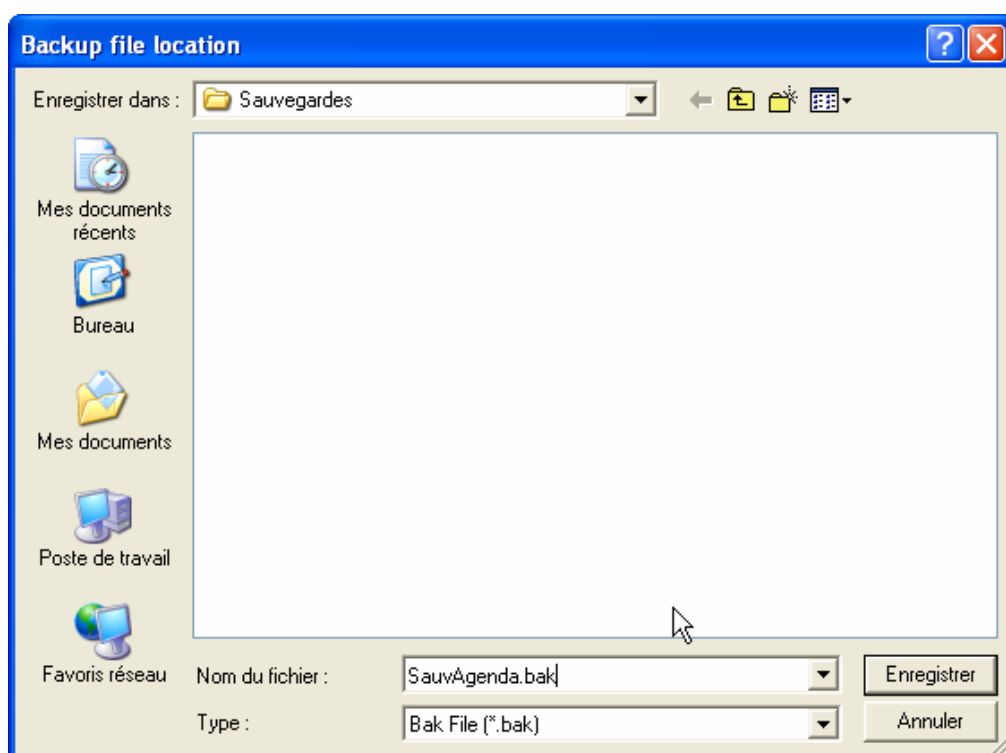 Backup file location
Enregistrer dans :
Sauvegardes
Mes documents
récents
Bureau
Mes documents
Poste de travail
Favoris réseau
Nom du fichier :
SauvAgenda.bak
Enregistrer
Type :
Bak File (*.bak)
Annuler